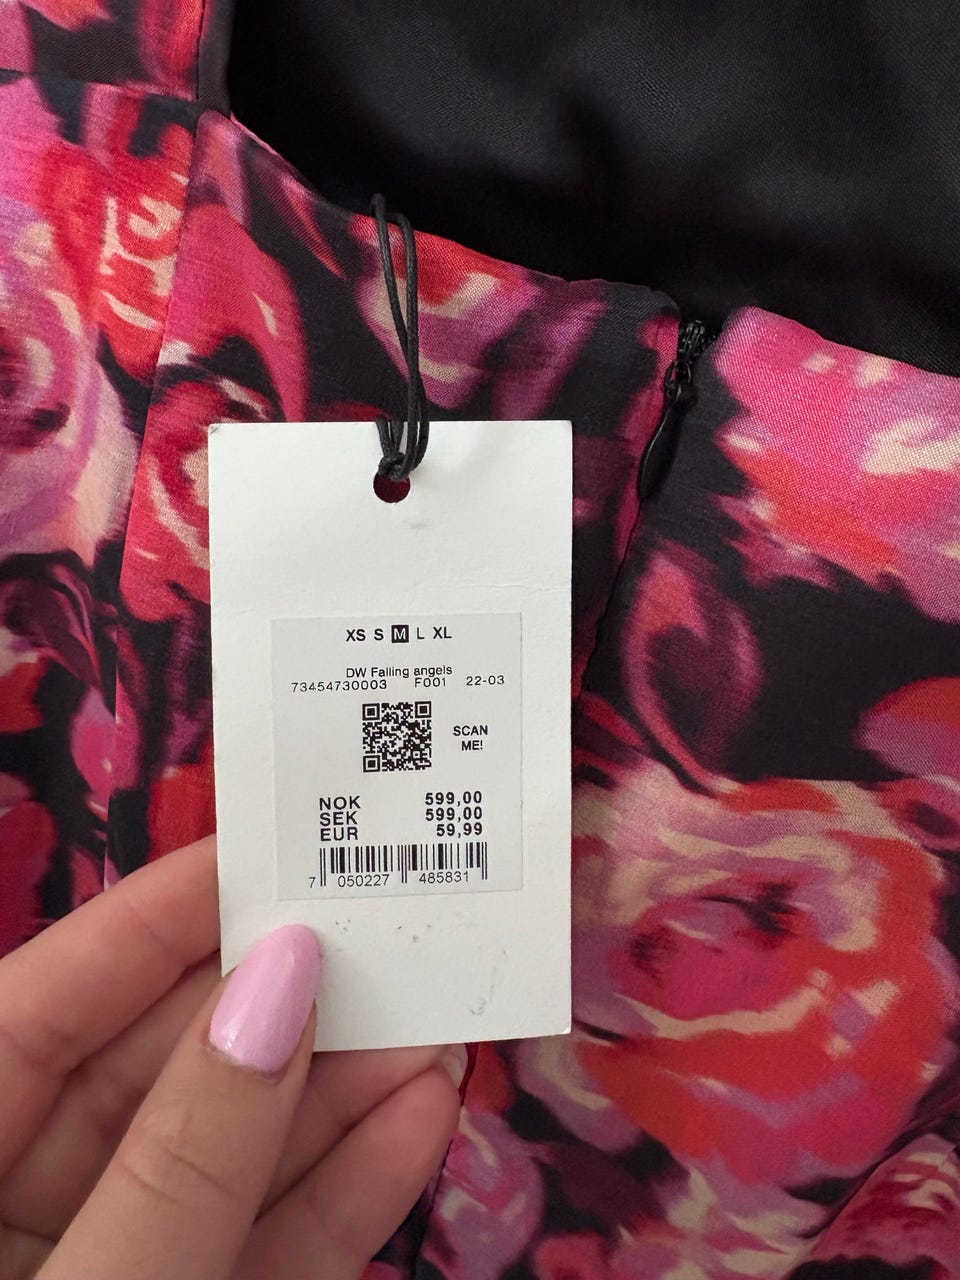 XS S M L XL
DW Falling angels
73454730003 F001 22-03
SCAN
ME!
NOK 599,00
SEK 599,00
EUR 59,99
7 050227 485831